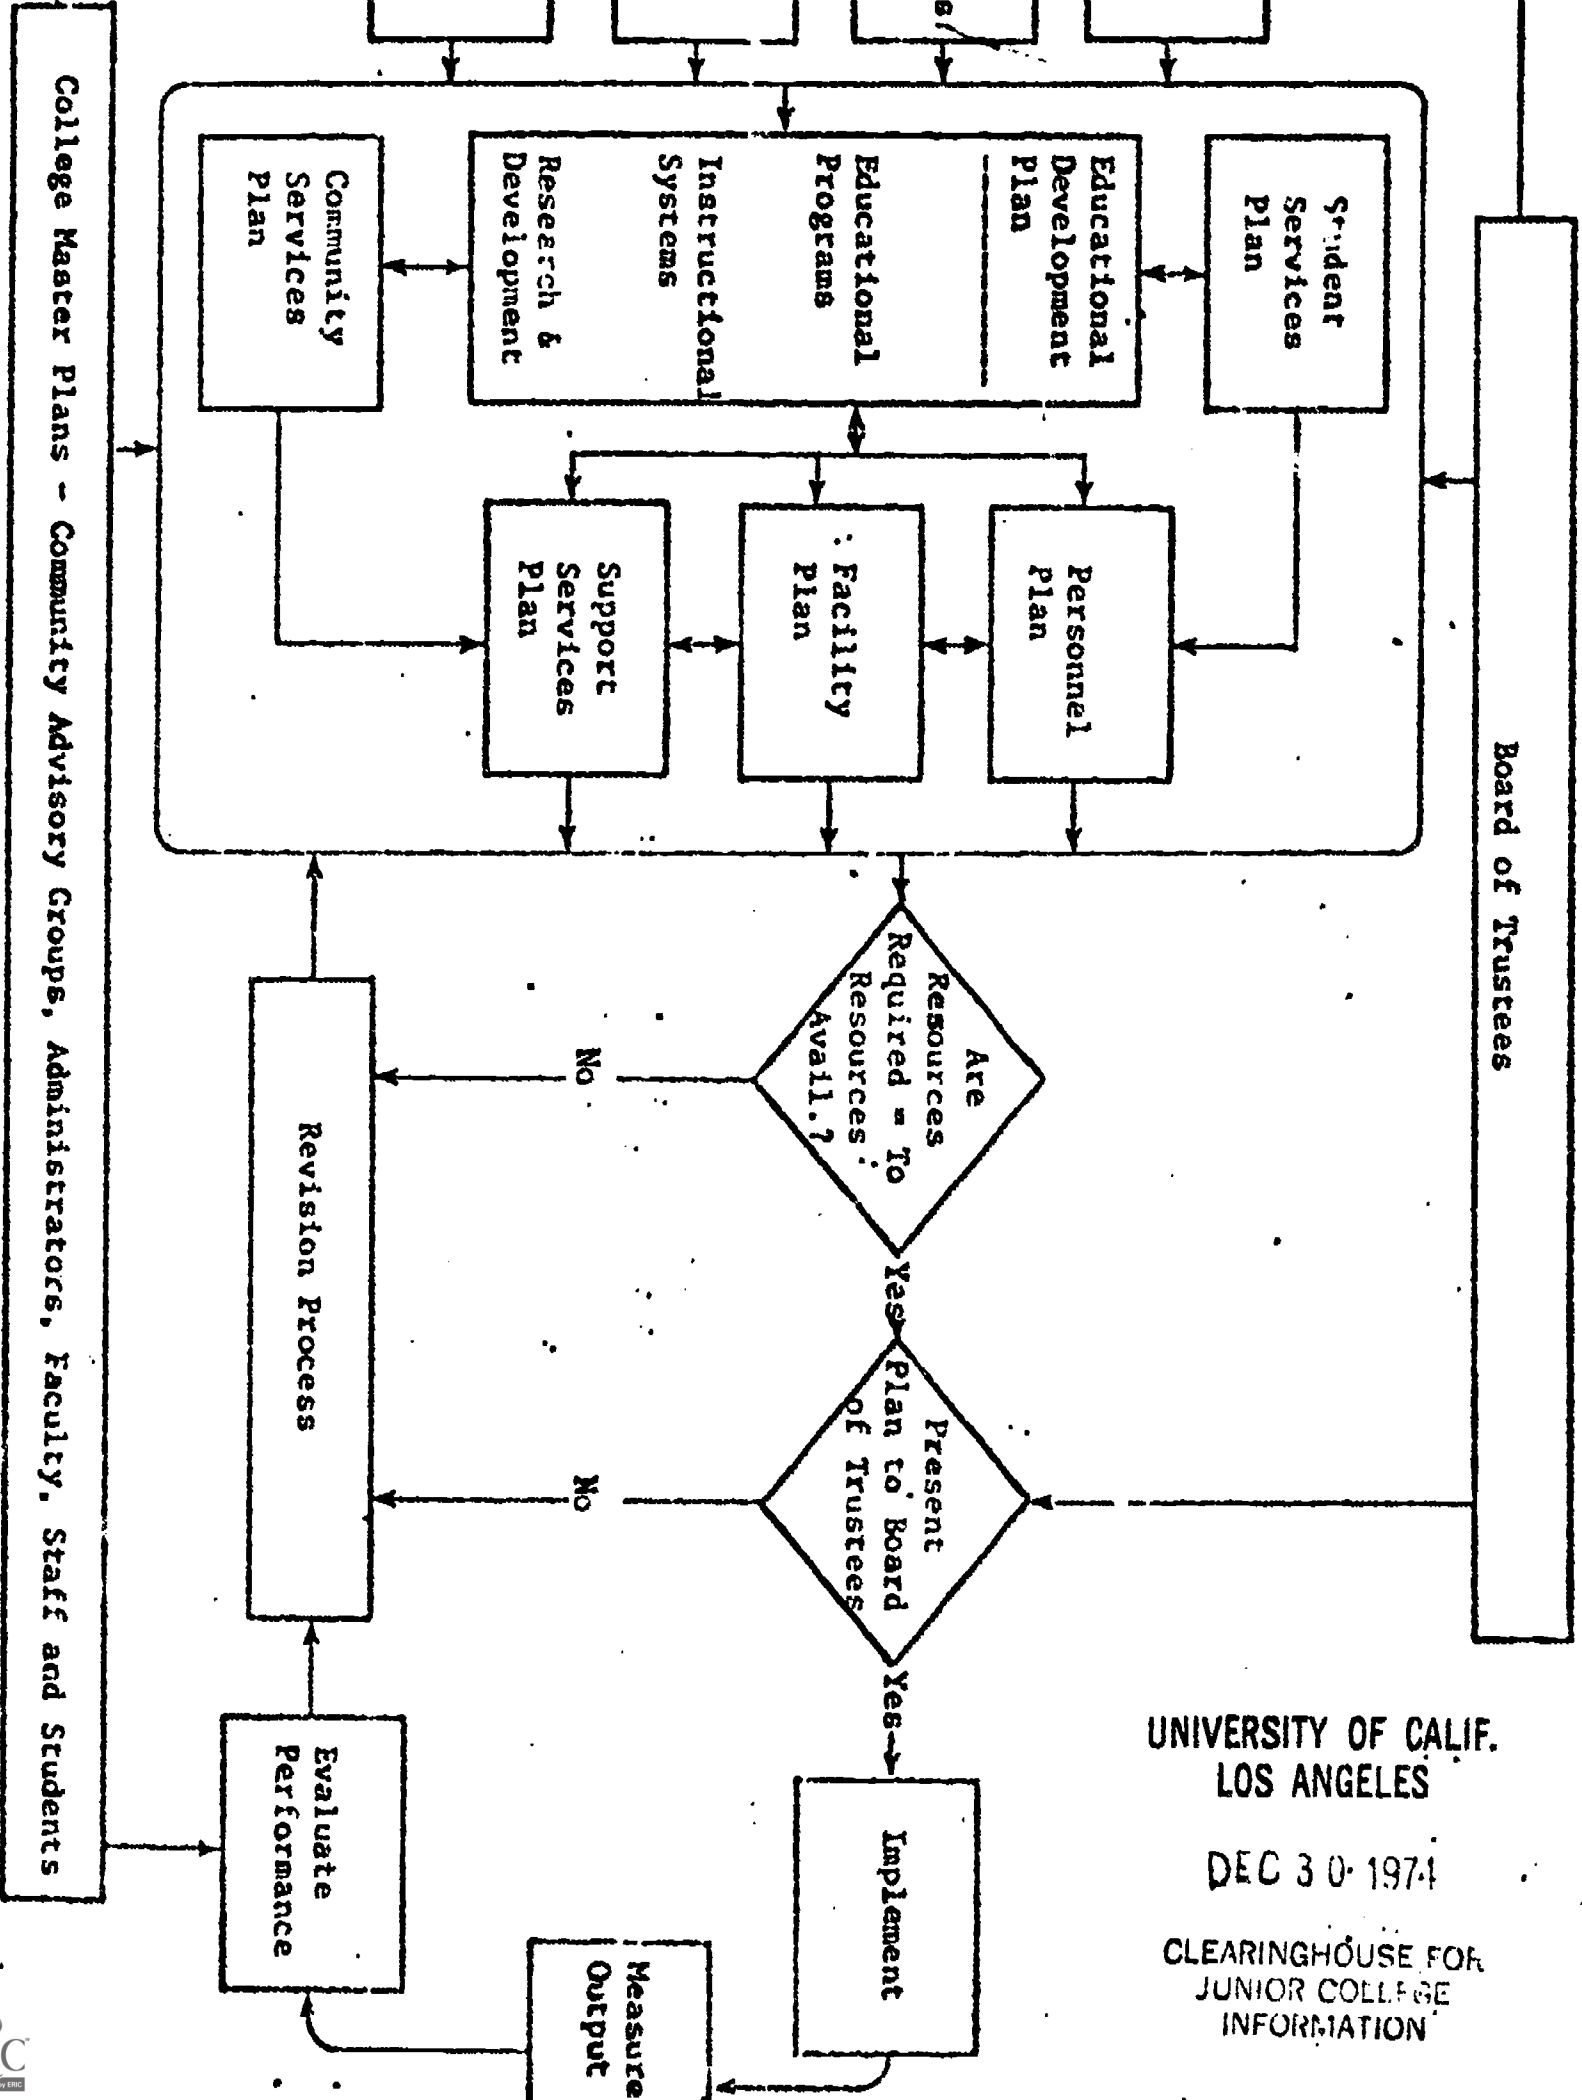 Board of Trustees
Student
Services
Plan
Educational
Development
Plan
Educational
Programs
Instructional
Systems
Research &
Development
Community
Services
Plan
Personnel
Plan
Facility
Plan
Support
Services
Plan
Are
Resources
Required = To
Resources
Avail.?
No
Yes
Present
Plan to Board
of Trustees
No
Yes
Implement
Measure
Output
Evaluate
Performance
Revision Process
College Master Plans - Community Advisory Groups, Administrators, Faculty, Staff and Students
UNIVERSITY OF CALIF.
LOS ANGELES
DEC 30 1974
CLEARINGHOUSE FOR
JUNIOR COLLEGE
INFORMATION